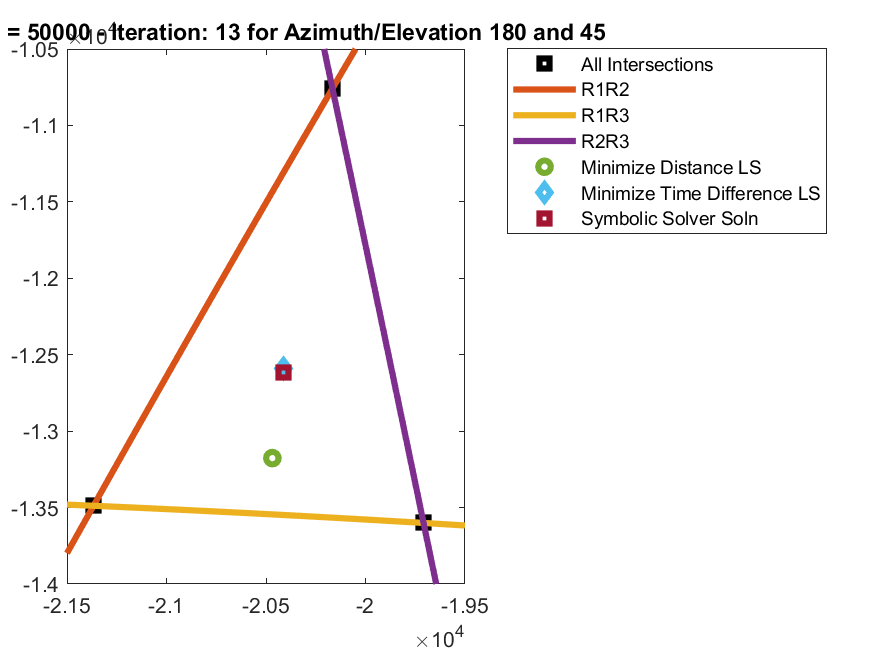 = 50000 - Iteration: 13 for Azimuth/Elevation 180 and 45
×10⁴
-1.05
-1.1
-1.15
-1.2
-1.25
-1.3
-1.35
-1.4
-2.15 -2.1 -2.05 -2 -1.95
×10⁴
All Intersections
R1R2
R1R3
R2R3
Minimize Distance LS
Minimize Time Difference LS
Symbolic Solver Soln